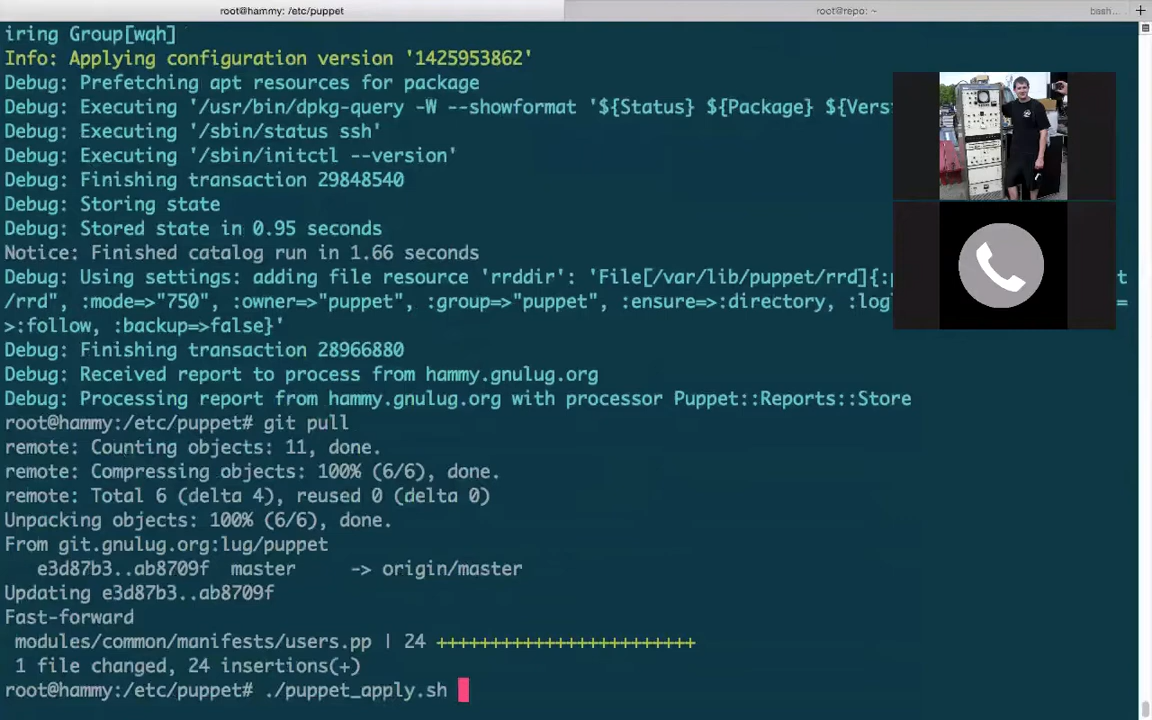 root@hammy: /etc/puppet
root@repo: ~
bash...
iring Group[wqh]
Info: Applying configuration version '1425953862'
Debug: Prefetching apt resources for package
Debug: Executing '/usr/bin/dpkg-query -W --showformat '${Status} ${Package} ${Vers
Debug: Executing '/sbin/status ssh'
Debug: Executing '/sbin/initctl --version'
Debug: Finishing transaction 29848540
Debug: Storing state
Debug: Stored state in 0.95 seconds
Notice: Finished catalog run in 1.66 seconds
Debug: Using settings: adding file resource 'rrddir': 'File[/var/lib/puppet/rrd]{:p t
/rrd", :mode=>"750", :owner=>"puppet", :group=>"puppet", :ensure=>:directory, :log =
>:follow, :backup=>false}'
Debug: Finishing transaction 28966880
Debug: Received report to process from hammy.gnulug.org
Debug: Processing report from hammy.gnulug.org with processor Puppet::Reports::Store
root@hammy:/etc/puppet# git pull
remote: Counting objects: 11, done.
remote: Compressing objects: 100% (6/6), done.
remote: Total 6 (delta 4), reused 0 (delta 0)
Unpacking objects: 100% (6/6), done.
From git.gnulug.org:lug/puppet
e3d87b3..ab8709f master -> origin/master
Updating e3d87b3..ab8709f
Fast-forward
modules/common/manifests/users.pp | 24 ++++++++++++++++++++++++
1 file changed, 24 insertions(+)
root@hammy:/etc/puppet# ./puppet_apply.sh